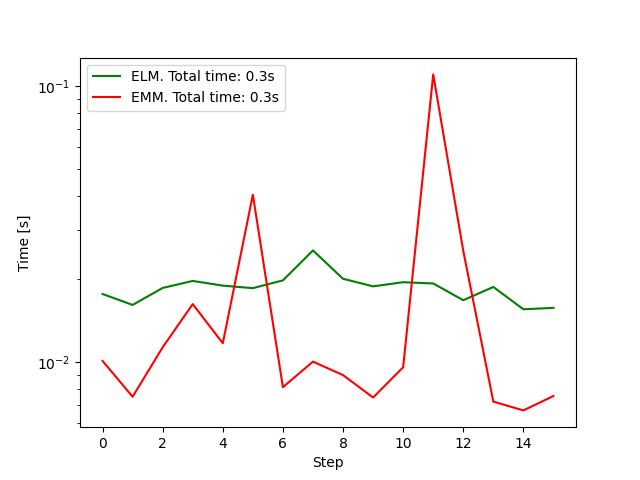 ELM. Total time: 0.3s
EMM. Total time: 0.3s
10⁻¹
10⁻²
Time [s]
0 2 4 6 8 10 12 14
Step